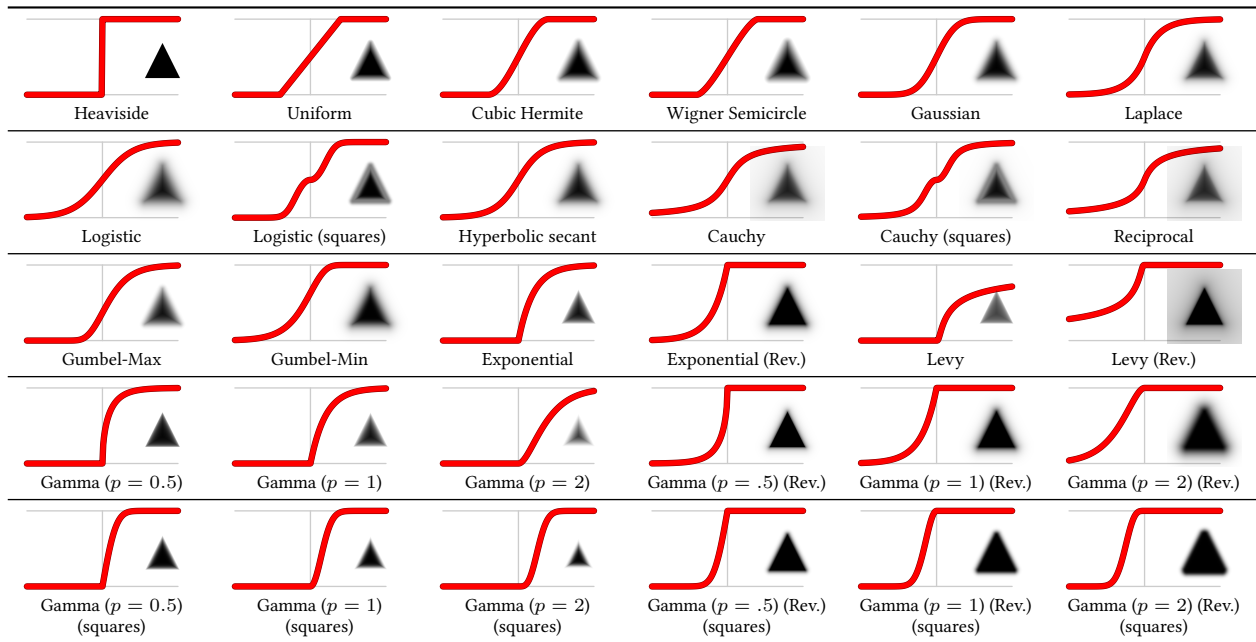 Heaviside Uniform Cubic Hermite Wigner Semicircle Gaussian Laplace
Logistic Logistic (squares) Hyperbolic secant Cauchy Cauchy (squares) Reciprocal
Gumbel-Max Gumbel-Min Exponential Exponential (Rev.) Levy Levy (Rev.)
Gamma (p = 0.5) Gamma (p = 1) Gamma (p = 2) Gamma (p = .5) (Rev.) Gamma (p = 1) (Rev.) Gamma (p = 2) (Rev.)
Gamma (p = 0.5) Gamma (p = 1) Gamma (p = 2) Gamma (p = .5) (Rev.) Gamma (p = 1) (Rev.) Gamma (p = 2) (Rev.)
(squares) (squares) (squares) (squares) (squares) (squares)